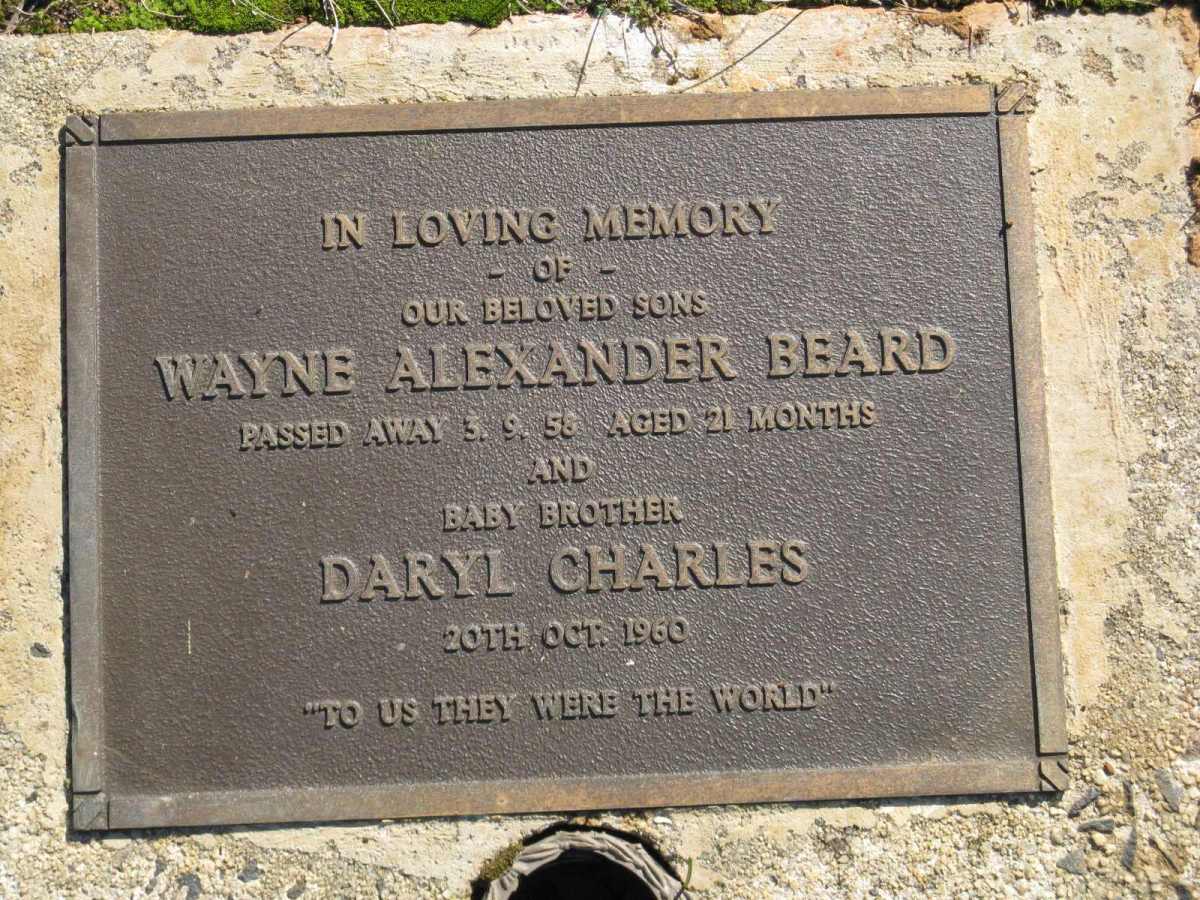 IN LOVING MEMORY
- OF -
OUR BELOVED SONS
WAYNE ALEXANDER BEARD
PASSED AWAY 3. 9. 58 AGED 21 MONTHS
AND
BABY BROTHER
DARYL CHARLES
20TH OCT. 1960
"TO US THEY WERE THE WORLD"